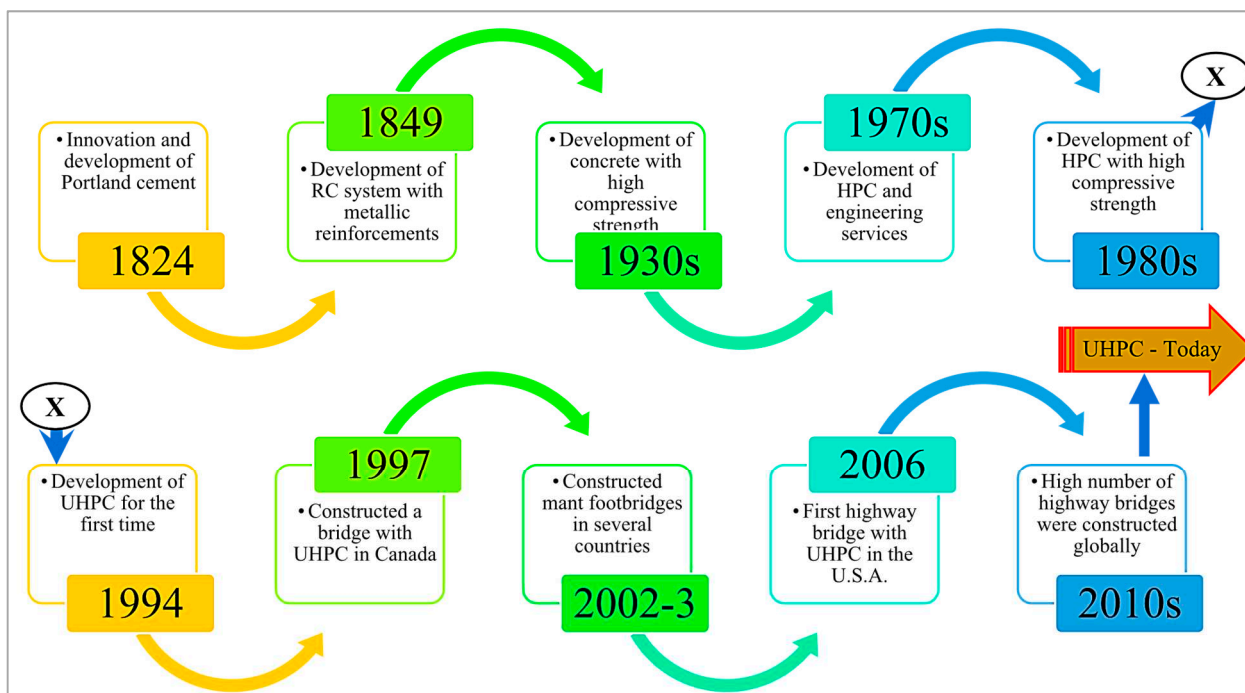 X
1849
1970s
• Innovation and
development of
Portland cement
1824
• Development of
RC system with
metallic
reinforcements
• Development of
concrete with
high
compressive
strength
1930s
• Develoment of
HPC and
engineering
services
• Development of
HPC with high
compressive
strength
1980s
UHPC - Today
X
1997
2006
• Development of
UHPC for the
first time
1994
• Constructed a
bridge with
UHPC in Canada
• Constructed
mant footbridges
in several
countries
2002-3
• First highway
bridge with
UHPC in the
U.S.A.
• High number of
highway bridges
were constructed
globally
2010s